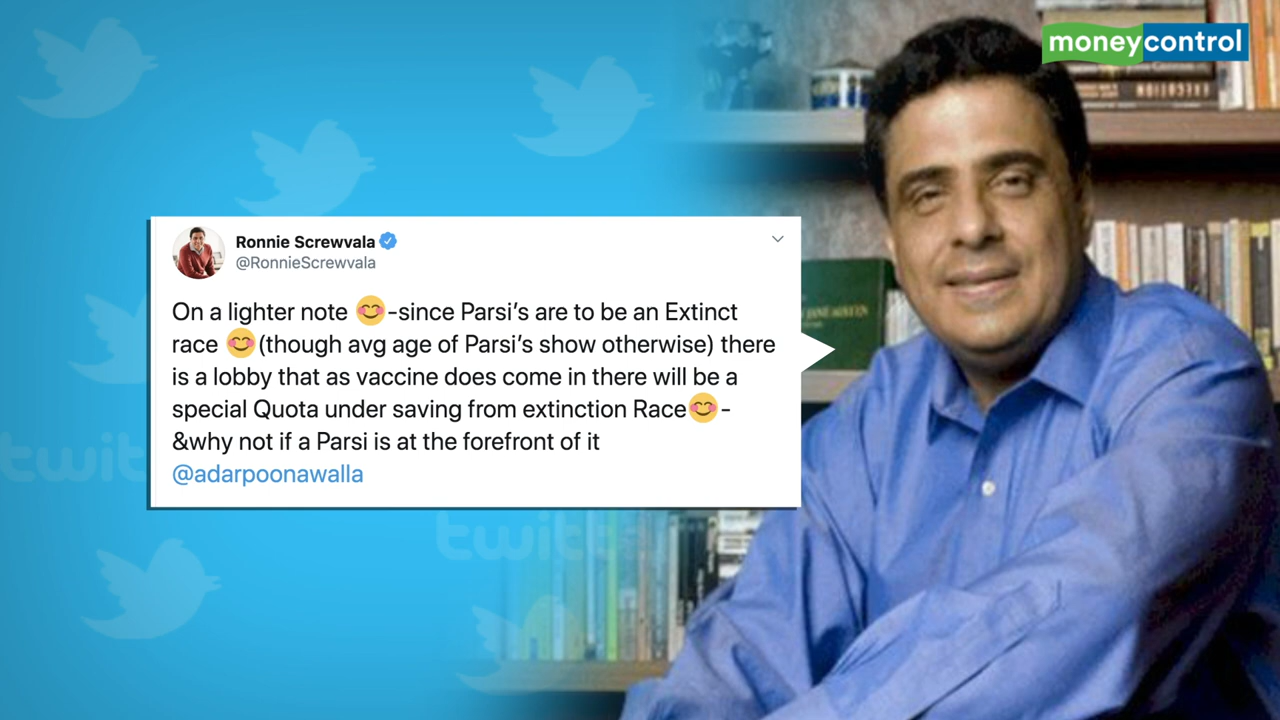 moneycontrol
Ronnie Screwvala
@RonnieScrewvala
On a lighter note 😊-since Parsi’s are to be an Extinct
race 😊(though avg age of Parsi’s show otherwise) there
is a lobby that as vaccine does come in there will be a
special Quota under saving from extinction Race😊-
&why not if a Parsi is at the forefront of it
@adarpoonawalla
twitt
twitt